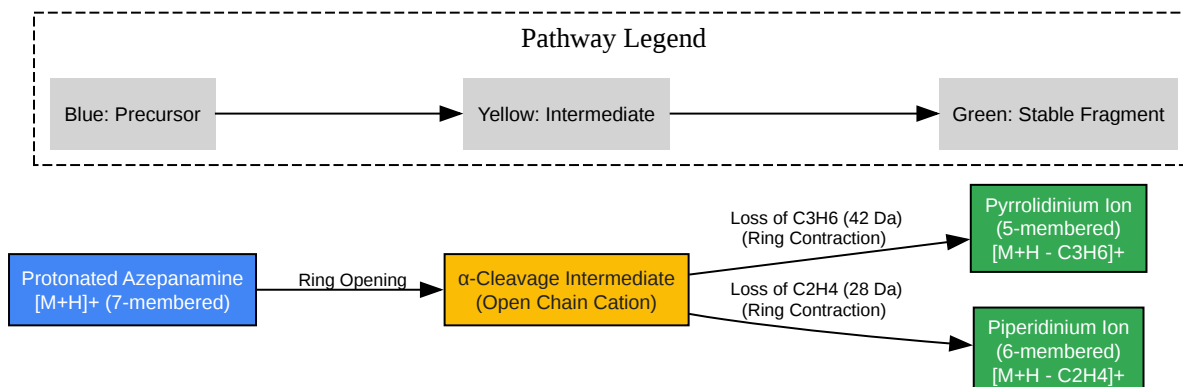 Pathway Legend
Blue: Precursor
Yellow: Intermediate
Green: Stable Fragment
Protonated Azepanamine
[M+H]+ (7-membered)
Ring Opening
α-Cleavage Intermediate
(Open Chain Cation)
Loss of C3H6 (42 Da)
(Ring Contraction)
Pyrrolidinium Ion
(5-membered)
[M+H - C3H6]+
Loss of C2H4 (28 Da)
(Ring Contraction)
Piperidinium Ion
(6-membered)
[M+H - C2H4]+